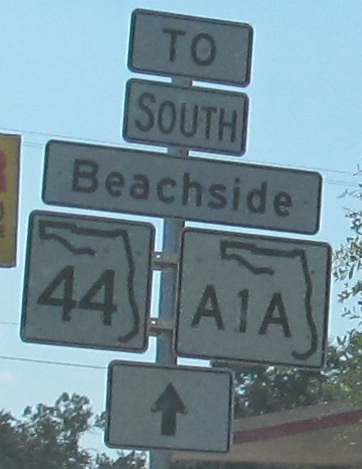 TO
SOUTH
Beachside
44 A1A